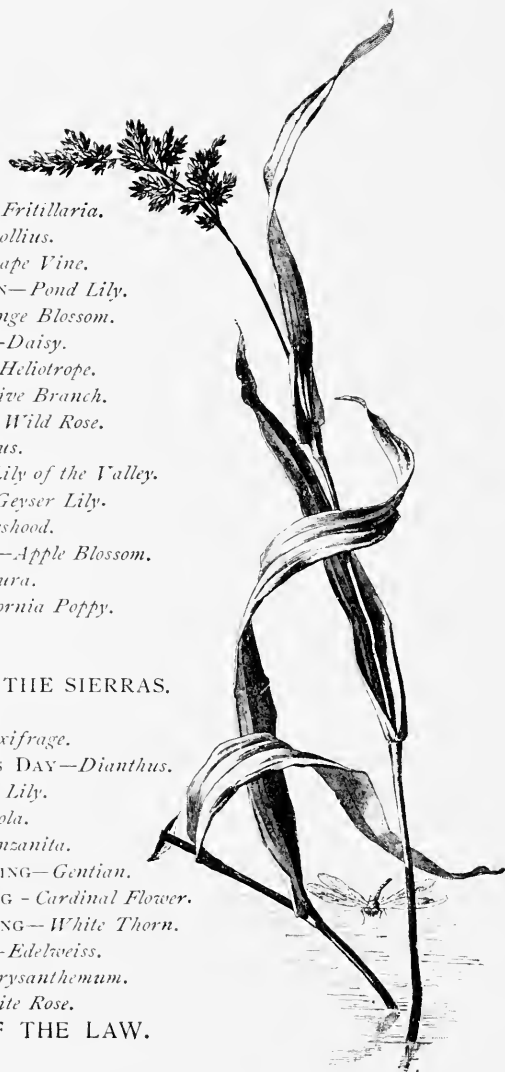 Fritillaria.
ollius.
ape Vine.
N—Pond Lily.
nge Blossom.
-Daisy.
Heliotrope.
ive Branch.
Wild Rose.
us.
Lily of the Valley.
Geyser Lily.
shood.
—Apple Blossom.
ura.
ornia Poppy.
THE SIERRAS.
xifrage.
S DAY—Dianthus.
Lily.
ola.
nzanita.
ING—Gentian.
G - Cardinal Flower.
NG—White Thorn.
-Edelweiss.
rysanthemum.
ite Rose.
F THE LAW.